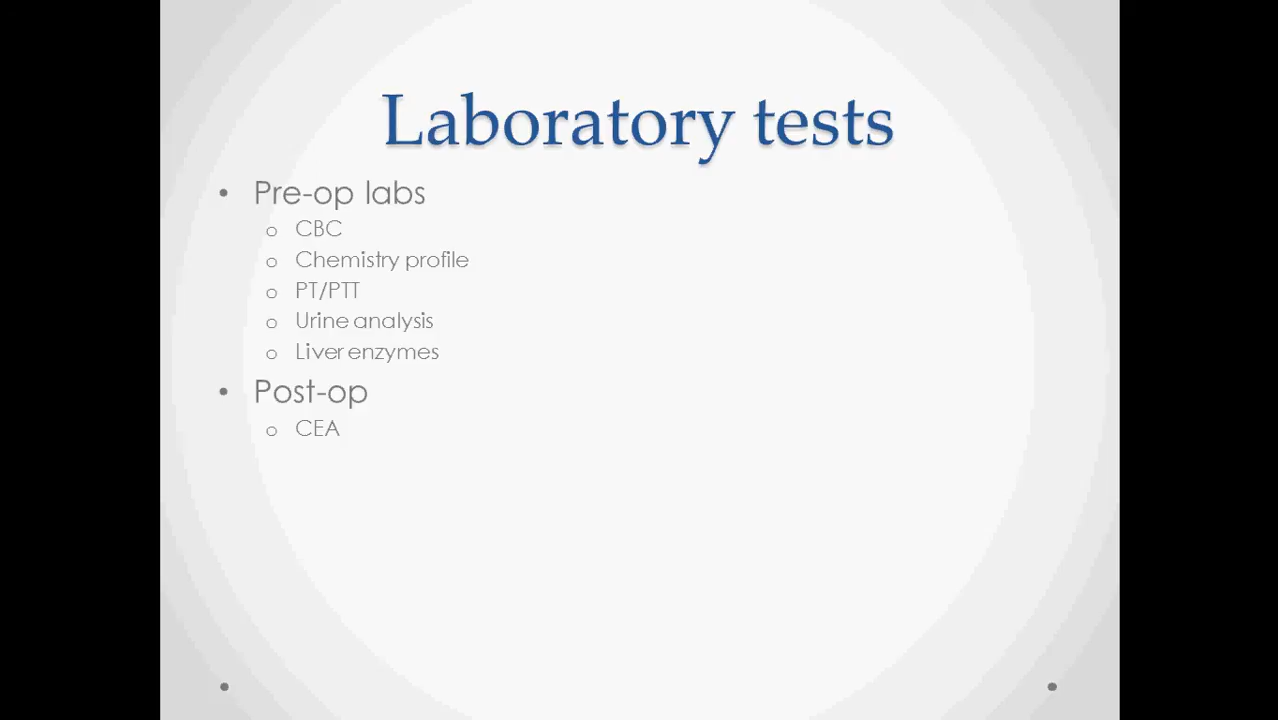 Laboratory tests
• Pre-op labs
o CBC
o Chemistry profile
o PT/PTT
o Urine analysis
o Liver enzymes
• Post-op
o CEA